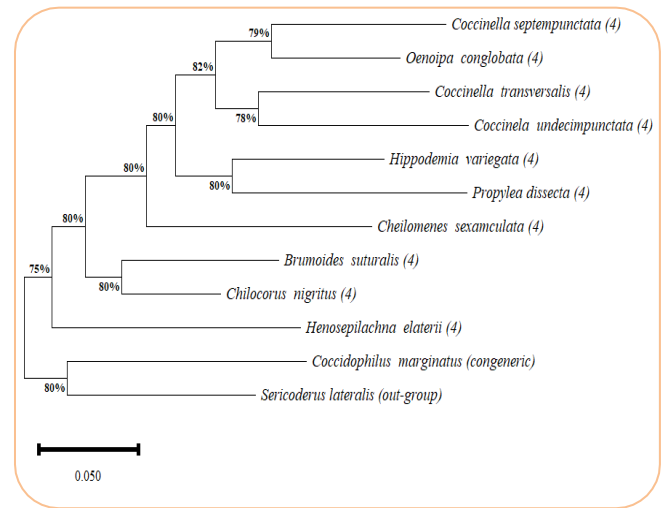 79%
Coccinella septempunctata (4)
82%
Oenoipa conglobata (4)
Coccinella transversalis (4)
80%
78%
Coccinela undecimpunctata (4)
Hippodemia variegata (4)
80%
80%
Propylea dissecta (4)
80%
Cheilomenes sexamculata (4)
Brumoides suturalis (4)
75%
80%
Chilocorus nigritus (4)
Henosepilachna elaterii (4)
Coccidophilus marginatus (congeneric)
80%
Sericoderus lateralis (out-group)
0.050